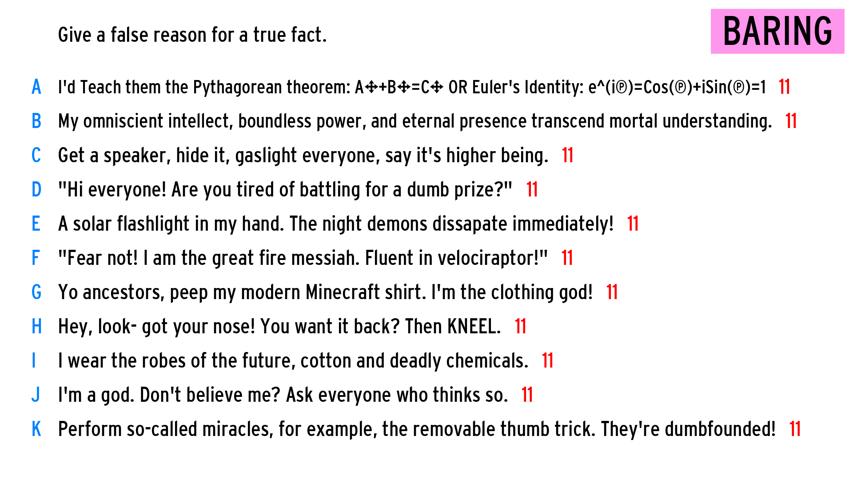 Give a false reason for a true fact.
BARING
A I'd Teach them the Pythagorean theorem: A✣+B✣=C✣ OR Euler's Identity: e^(i℗)=Cos(℗)+iSin(℗)=1 11
B My omniscient intellect, boundless power, and eternal presence transcend mortal understanding. 11
C Get a speaker, hide it, gaslight everyone, say it's higher being. 11
D "Hi everyone! Are you tired of battling for a dumb prize?" 11
E A solar flashlight in my hand. The night demons dissapate immediately! 11
F "Fear not! I am the great fire messiah. Fluent in velociraptor!" 11
G Yo ancestors, peep my modern Minecraft shirt. I'm the clothing god! 11
H Hey, look- got your nose! You want it back? Then KNEEL. 11
I I wear the robes of the future, cotton and deadly chemicals. 11
J I'm a god. Don't believe me? Ask everyone who thinks so. 11
K Perform so-called miracles, for example, the removable thumb trick. They're dumbfounded! 11